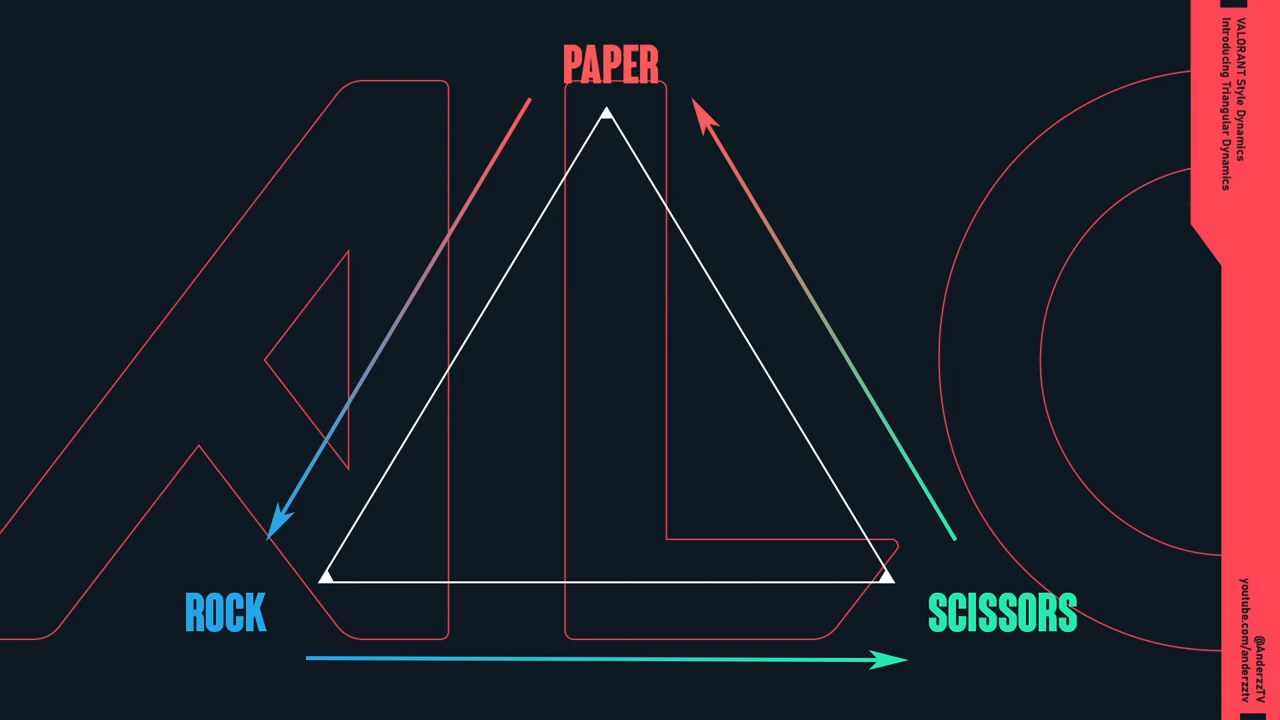 PAPER
ROCK
SCISSORS
VALORANT Style Dynamics
Introducing Triangular Dynamics
@AnderzzTV
youtube.com/anderzztv